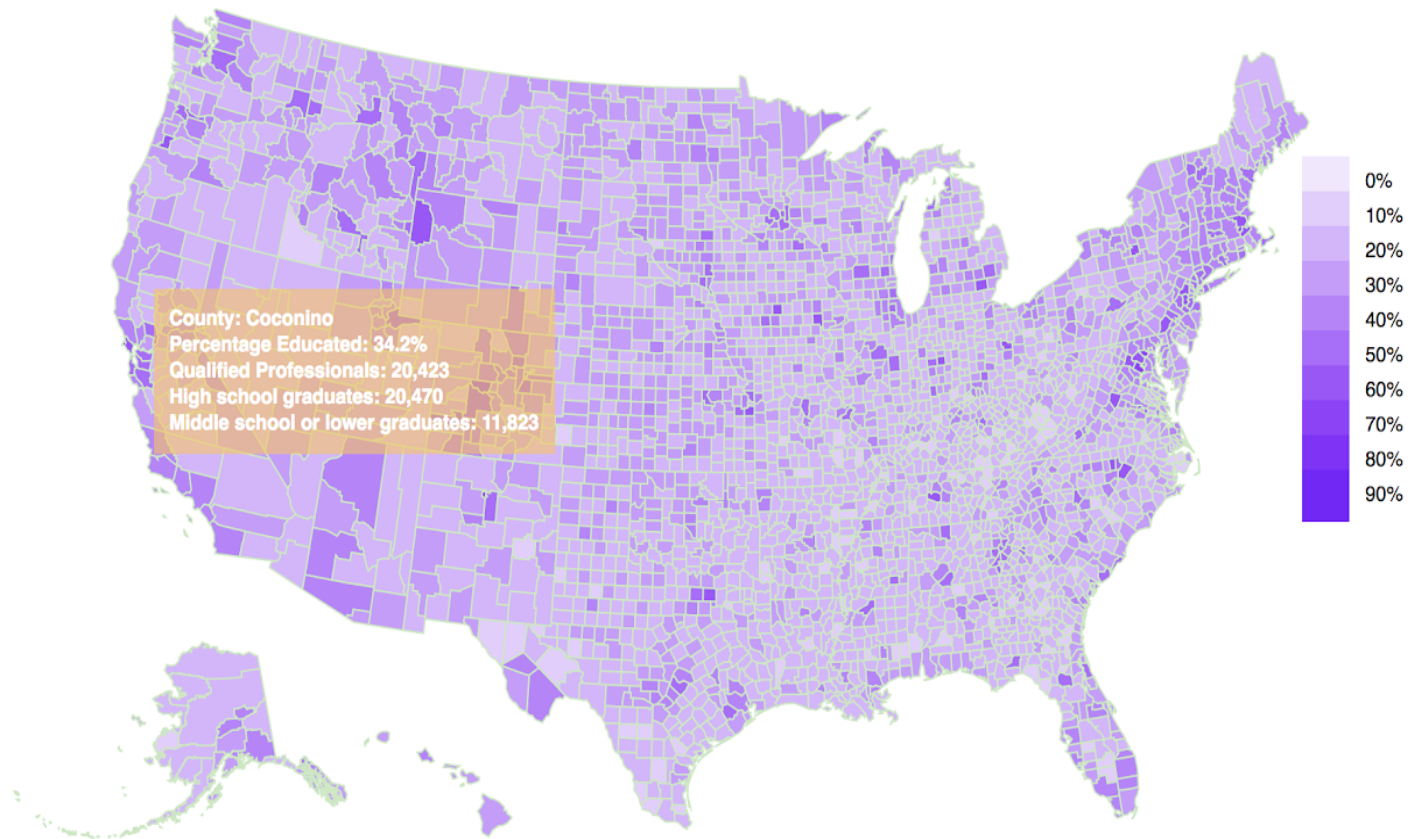 County: Coconino
Percentage Educated: 34.2%
Qualified Professionals: 20,423
High school graduates: 20,470
Middle school or lower graduates: 11,823
0%
10%
20%
30%
40%
50%
60%
70%
80%
90%